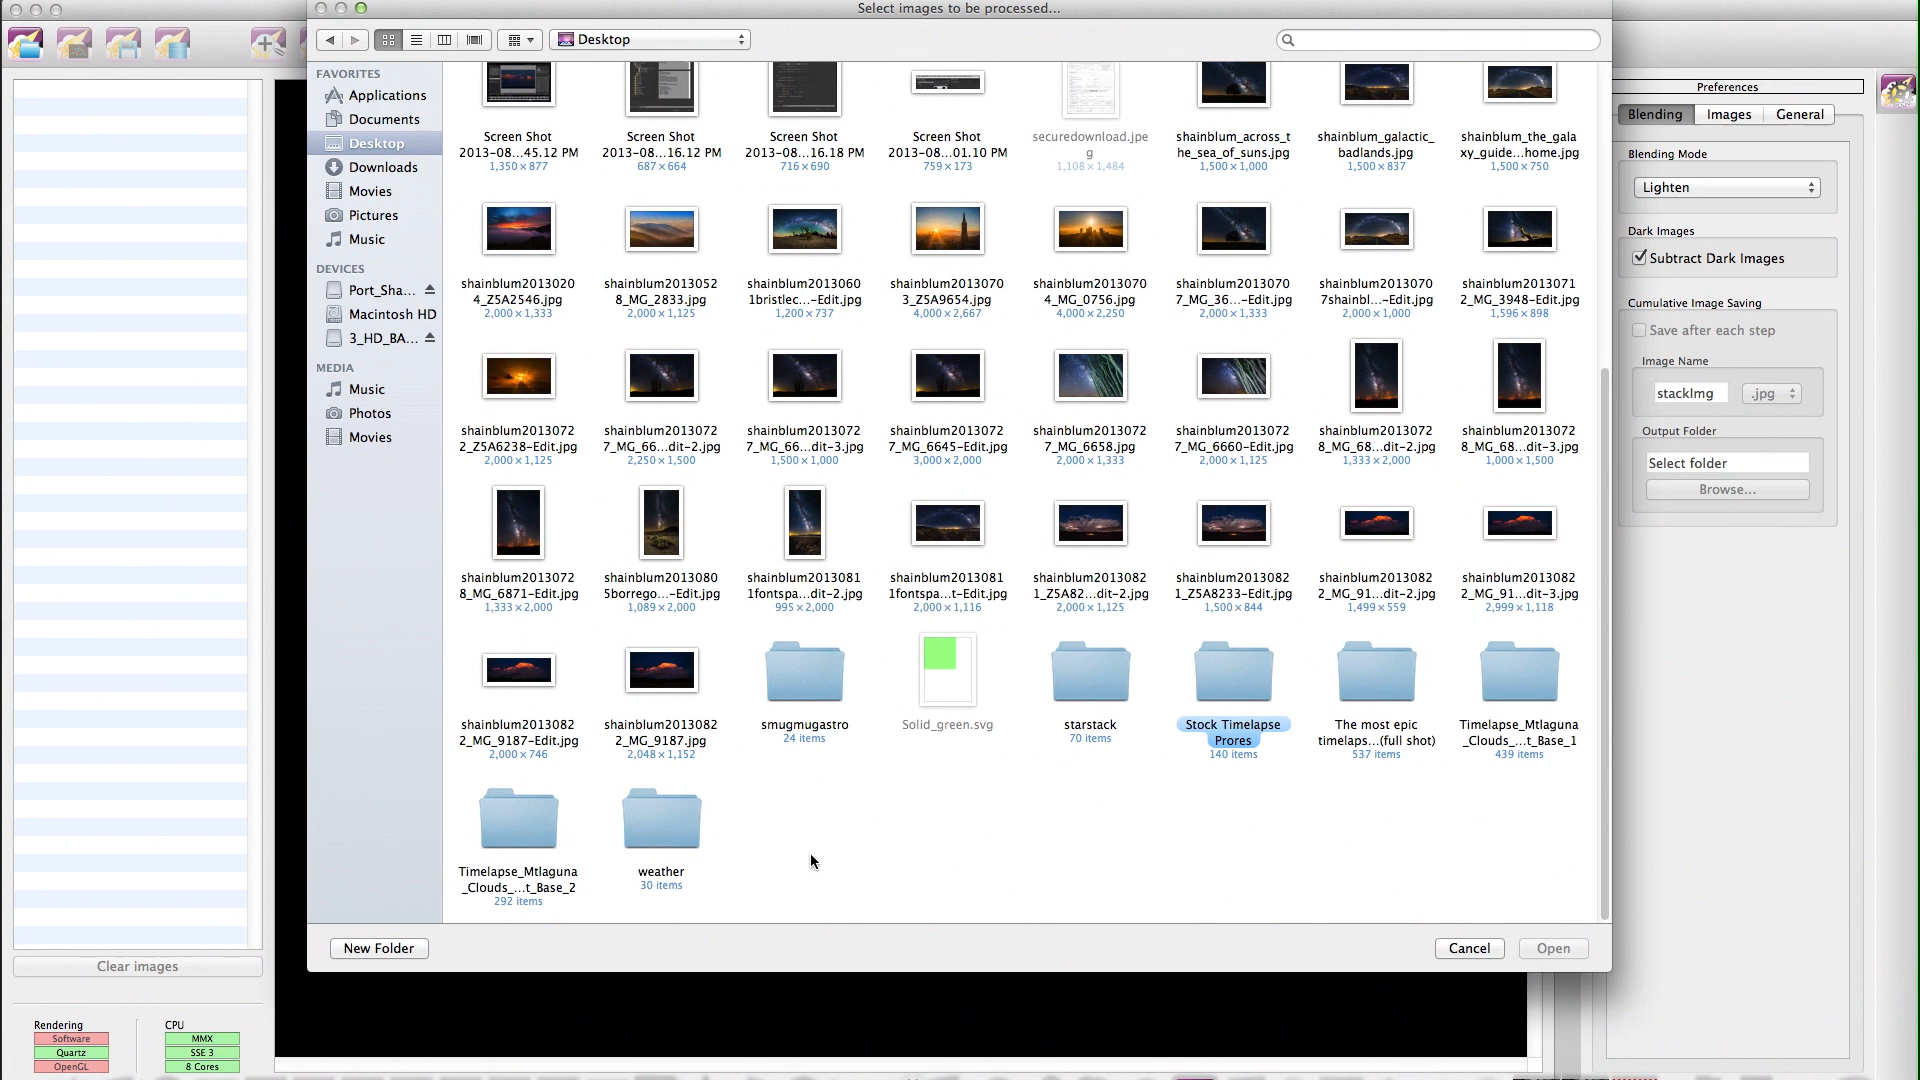 Select images to be processed...
Desktop
FAVORITES
Applications
Documents
Desktop
Downloads
Movies
Pictures
Music
DEVICES
Port_Sha...
Macintosh HD
3_HD_BA...
MEDIA
Music
Photos
Movies
Screen Shot
2013-08...45.12 PM
1,350 × 877
Screen Shot
2013-08...16.12 PM
687 × 664
Screen Shot
2013-08...16.18 PM
716 × 690
Screen Shot
2013-08...01.10 PM
759 × 173
securedownload.jpe
g
1,108 × 1,484
shainblum_across_t
he_sea_of_suns.jpg
1,500 × 1,000
shainblum_galactic_
badlands.jpg
1,500 × 837
shainblum_the_gala
xy_guide...home.jpg
1,500 × 750
shainblum2013020
4_Z5A2546.jpg
2,000 × 1,333
shainblum2013052
8_MG_2833.jpg
2,000 × 1,125
shainblum2013060
1bristlec...-Edit.jpg
1,200 × 737
shainblum2013070
3_Z5A9654.jpg
4,000 × 2,667
shainblum2013070
4_MG_0756.jpg
4,000 × 2,250
shainblum2013070
7_MG_36...-Edit.jpg
2,000 × 1,333
shainblum2013070
7shainbl...-Edit.jpg
2,000 × 1,000
shainblum2013071
2_MG_3948-Edit.jpg
1,596 × 898
shainblum2013072
2_Z5A6238-Edit.jpg
2,000 × 1,125
shainblum2013072
7_MG_66...dit-2.jpg
2,250 × 1,500
shainblum2013072
7_MG_66...dit-3.jpg
1,500 × 1,000
shainblum2013072
7_MG_6645-Edit.jpg
3,000 × 2,000
shainblum2013072
7_MG_6658.jpg
2,000 × 1,333
shainblum2013072
7_MG_6660-Edit.jpg
2,000 × 1,125
shainblum2013072
8_MG_68...dit-2.jpg
1,333 × 2,000
shainblum2013072
8_MG_68...dit-3.jpg
1,000 × 1,500
shainblum2013072
8_MG_6871-Edit.jpg
1,333 × 2,000
shainblum2013080
5borrego...-Edit.jpg
1,089 × 2,000
shainblum2013081
1fontspa...dit-2.jpg
995 × 2,000
shainblum2013081
1fontspa...t-Edit.jpg
2,000 × 1,116
shainblum2013082
1_Z5A82...dit-2.jpg
2,000 × 1,125
shainblum2013082
1_Z5A8233-Edit.jpg
1,500 × 844
shainblum2013082
2_MG_91...dit-2.jpg
1,499 × 559
shainblum2013082
2_MG_91...dit-3.jpg
2,999 × 1,118
shainblum2013082
2_MG_9187-Edit.jpg
2,000 × 746
shainblum2013082
2_MG_9187.jpg
2,048 × 1,152
smugmugastro
24 items
Solid_green.svg
starstack
70 items
Stock Timelapse
Prores
140 items
The most epic
timelaps...(full shot)
537 items
Timelapse_Mtlaguna
_Clouds_...t_Base_1
439 items
Timelapse_Mtlaguna
_Clouds_...t_Base_2
292 items
weather
30 items
New Folder
Cancel
Open
Preferences
Blending
Images
General
Blending Mode
Lighten
Dark Images
Subtract Dark Images
Cumulative Image Saving
Save after each step
Image Name
stackImg
.jpg
Output Folder
Select folder
Browse...
Clear images
Rendering
Software
Quartz
OpenGL
CPU
MMX
SSE 3
8 Cores